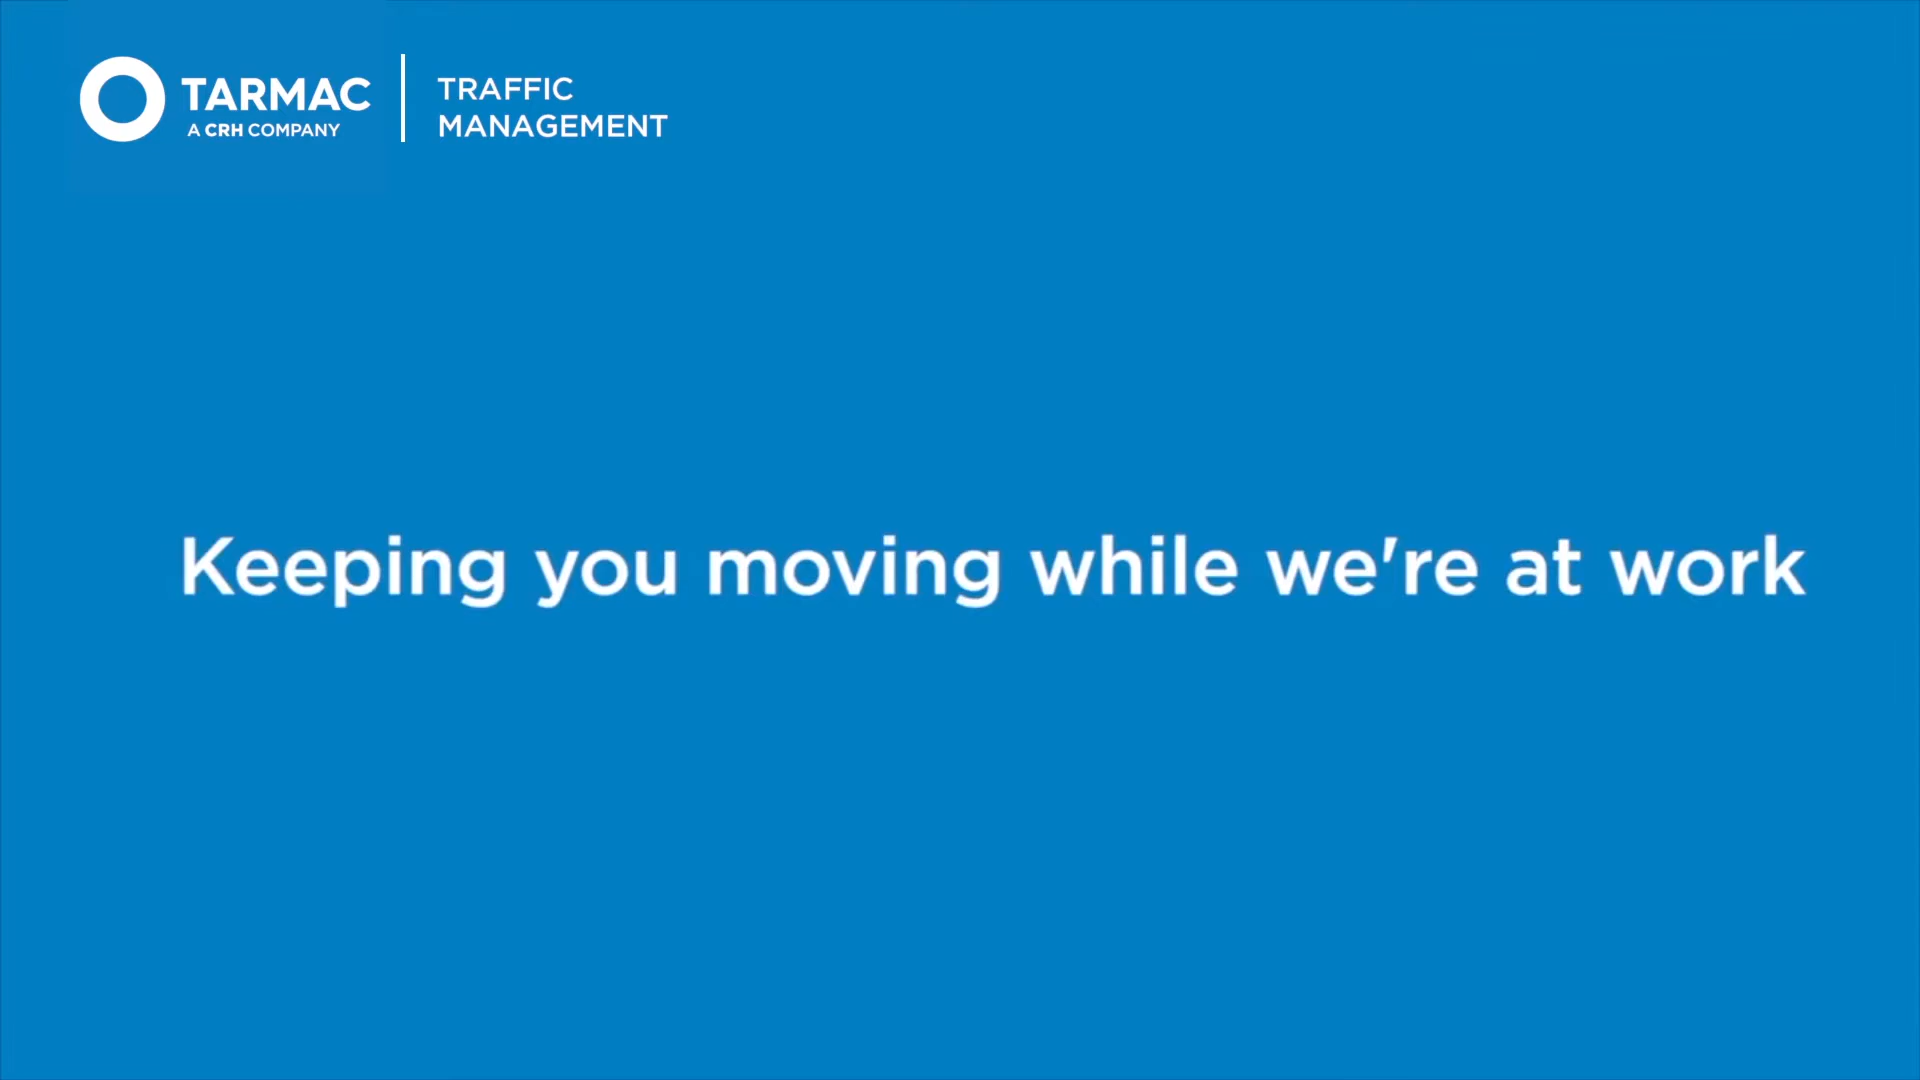 TARMAC
A CRH COMPANY
TRAFFIC
MANAGEMENT
Keeping you moving while we're at work